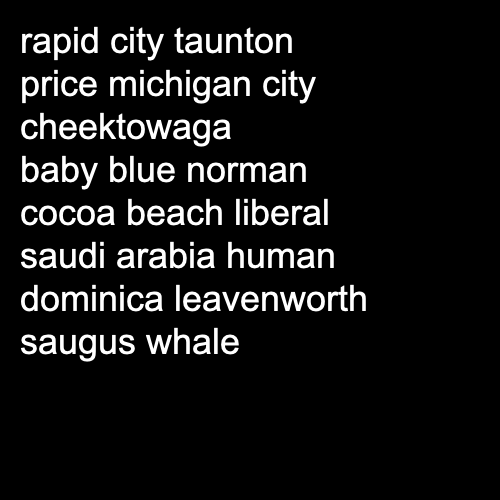 rapid city taunton
price michigan city
cheektowaga
baby blue norman
cocoa beach liberal
saudi arabia human
dominica leavenworth
saugus whale